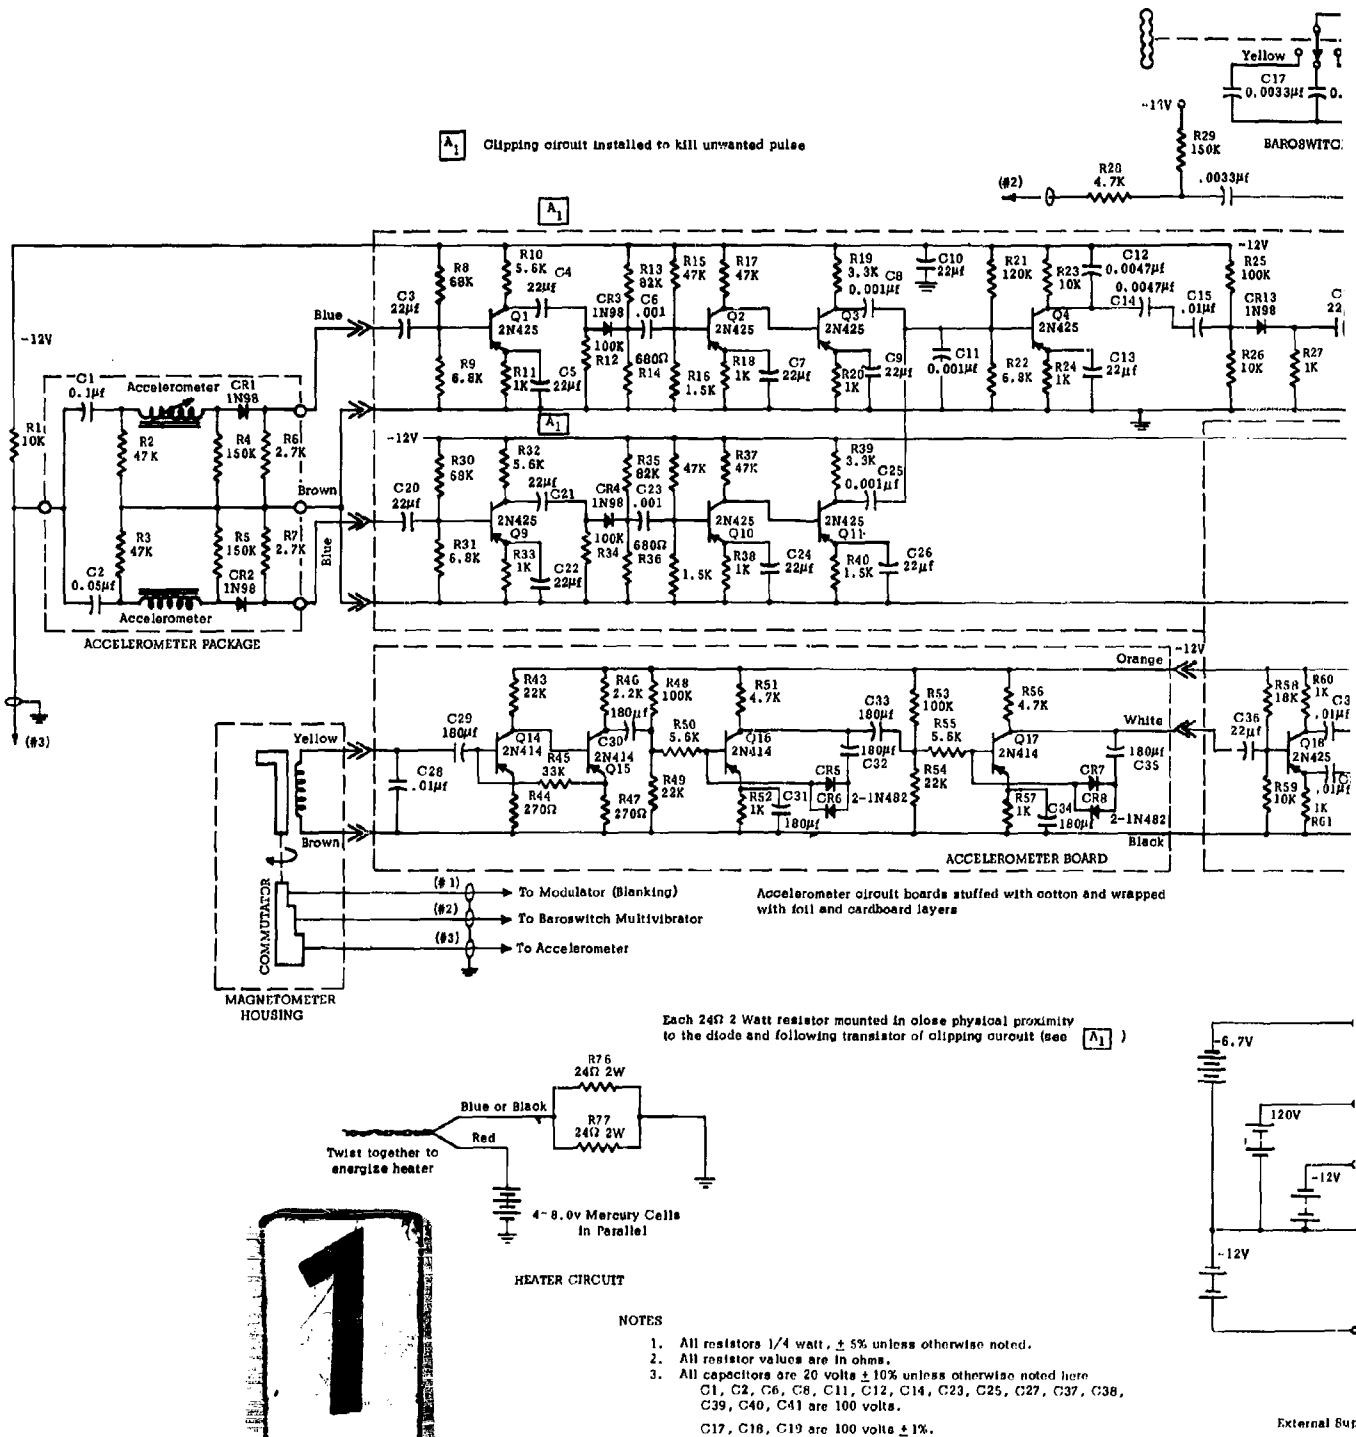 Yellow
C17
0.0033µf
0.
BAROSWITC
-12V
R29
150K
A1 Clipping circuit installed to kill unwanted pulse
(#2)
R28
4.7K
.0033µf
A1
-12V
R8
68K
R10
5.6K
C4
22µf
R13
82K
R15
47K
R17
47K
R19
3.3K
C8
0.001µf
C10
22µf
R21
120K
R23
10K
C12
0.0047µf
0.0047µf
C14
R25
100K
C15
.01µf
CR13
1N98
C
22
Blue
C3
22µf
Q1
2N425
CR3
1N98
C6
.001
Q2
2N425
Q3
2N425
Q4
2N425
R9
6.8K
R11
1K
C5
22µf
100K
R12
680Ω
R14
R16
1.5K
R18
1K
C7
22µf
R20
1K
C9
22µf
C11
0.001µf
R22
6.8K
R24
1K
C13
22µf
R26
10K
R27
1K
-12V
R1
10K
C1
0.1µf
Accelerometer
CR1
1N98
R2
47K
R4
150K
R6
2.7K
Brown
R3
47K
R5
150K
R7
2.7K
Blue
C2
0.05µf
CR2
1N98
Accelerometer
ACCELEROMETER PACKAGE
(#3)
A1
-12V
R30
68K
R32
5.6K
22µf
C21
R35
82K
47K
R37
47K
R39
3.3K
C25
0.001µf
C20
22µf
2N425
Q9
CR4
1N98
C23
.001
2N425
Q10
2N425
Q11
R31
6.8K
R33
1K
C22
22µf
100K
R34
680Ω
R36
1.5K
R38
1K
C24
22µf
R40
1.5K
C26
22µf
-12V
Orange
R43
22K
R46
2.2K
R48
100K
R51
4.7K
C33
180µf
R53
100K
R56
4.7K
R58
18K
R60
1K
C3
.01µf
White
Yellow
C29
180µf
180µf
R50
5.6K
R55
5.6K
C36
22µf
Q14
2N414
C30
2N414
Q15
Q16
2N414
180µf
C32
Q17
2N414
180µf
C35
Q18
2N425
C28
.01µf
R45
33K
R44
270Ω
R47
270Ω
R49
22K
R52
1K
C31
180µf
CR5
CR6
2-1N482
R54
22K
R57
1K
C34
180µf
CR7
CR8
2-1N482
R59
10K
.01µf
1K
R61
Brown
Black
ACCELEROMETER BOARD
COMMUTATOR
(#1) To Modulator (Blanking)
(#2) To Baroswitch Multivibrator
(#3) To Accelerometer
MAGNETOMETER
HOUSING
Accelerometer circuit boards stuffed with cotton and wrapped
with foil and cardboard layers
Each 24Ω 2 Watt resistor mounted in close physical proximity
to the diode and following transistor of clipping curcuit (see A1 )
-6.7V
120V
-12V
-12V
R76
24Ω 2W
Blue or Black
R77
24Ω 2W
Red
Twist together to
energize heater
4-8.0v Mercury Cells
in Parallel
HEATER CIRCUIT
1
NOTES
1. All resistors 1/4 watt, ± 5% unless otherwise noted.
2. All resistor values are in ohms.
3. All capacitors are 20 volts ± 10% unless otherwise noted here
C1, C2, C6, C8, C11, C12, C14, C23, C25, C27, C37, C38,
C39, C40, C41 are 100 volts.
C17, C18, C19 are 100 volts ± 1%.
External Sup